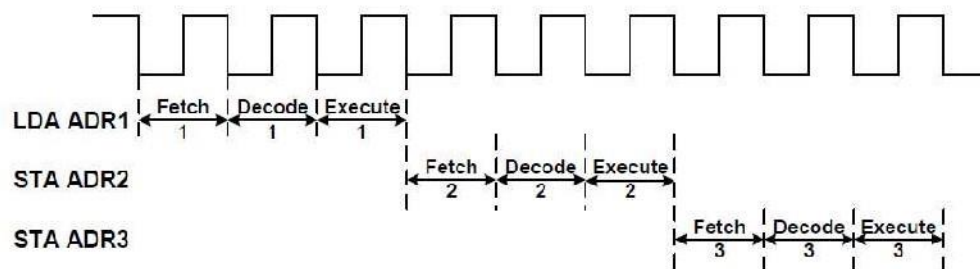 LDA ADR1 Fetch 1 Decode 1 Execute 1
STA ADR2 Fetch 2 Decode 2 Execute 2
STA ADR3 Fetch 3 Decode 3 Execute 3